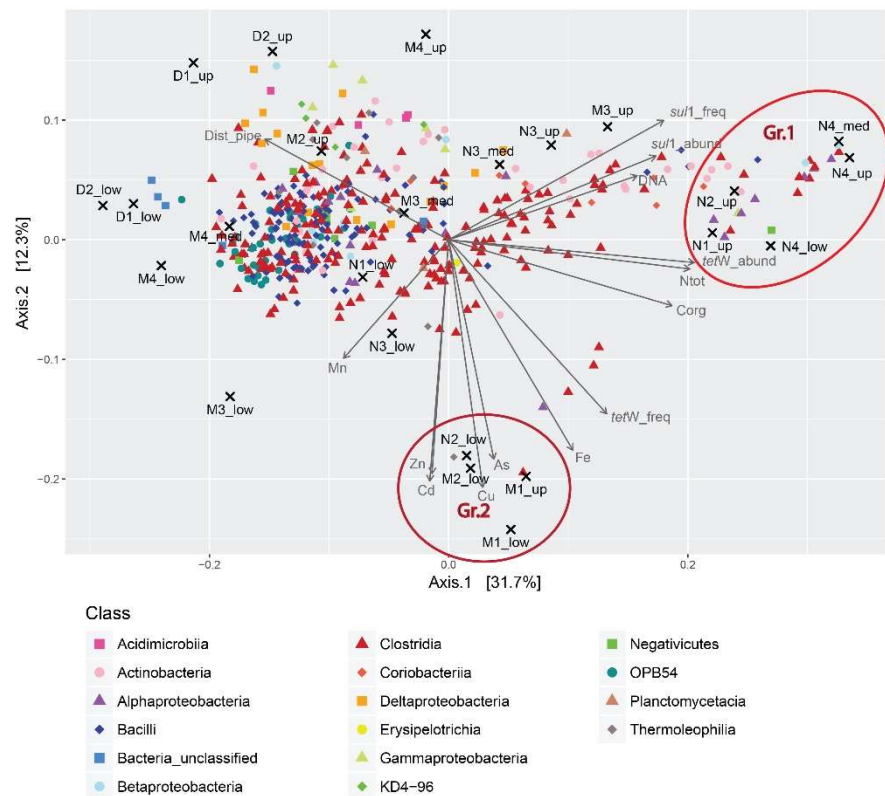 D2_up
M4_up
D1_up
0.1
sul1_freq
M3_up
Gr.1
N4_med
Dist_pipe
N3_up
M2_up
sul1_abund
N3_med
N4_up
DNA
D2_low
M3_med
N2_up
D1_low
M4_med
N1_up
N4_low
0.0
M4_low
N1_low
tetW_abund
Ntot
Corg
Axis.2 [12.3%]
N3_low
-0.1
Mn
M3_low
tetW_freq
N2_low
Fe
Zn
As
M2_low
-0.2
Cd
Cu
M1_up
Gr.2
M1_low
-0.2
0.0
0.2
Axis.1 [31.7%]
Class
Acidimicrobiia
Clostridia
Negativicutes
Actinobacteria
Coriobacteriia
OPB54
Alphaproteobacteria
Deltaproteobacteria
Planctomycetacia
Bacilli
Erysipelotrichia
Thermoleophilia
Bacteria_unclassified
Gammaproteobacteria
Betaproteobacteria
KD4-96